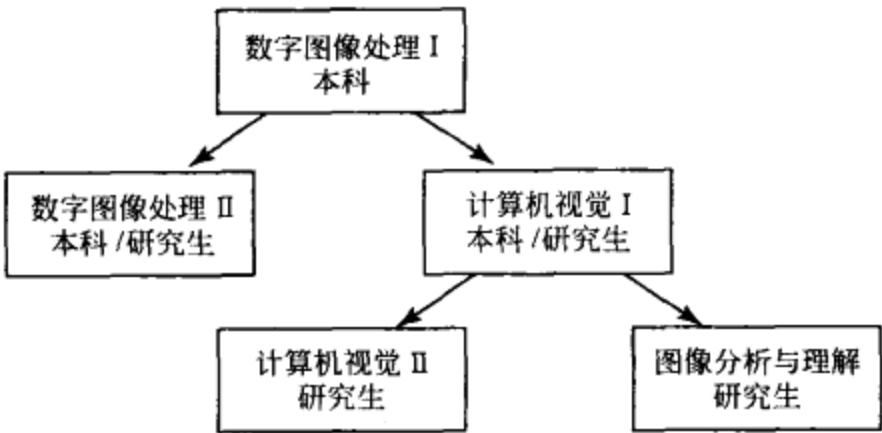 数字图像处理 I
本科
数字图像处理 II
本科/研究生
计算机视觉 I
本科/研究生
计算机视觉 II
研究生
图像分析与理解
研究生